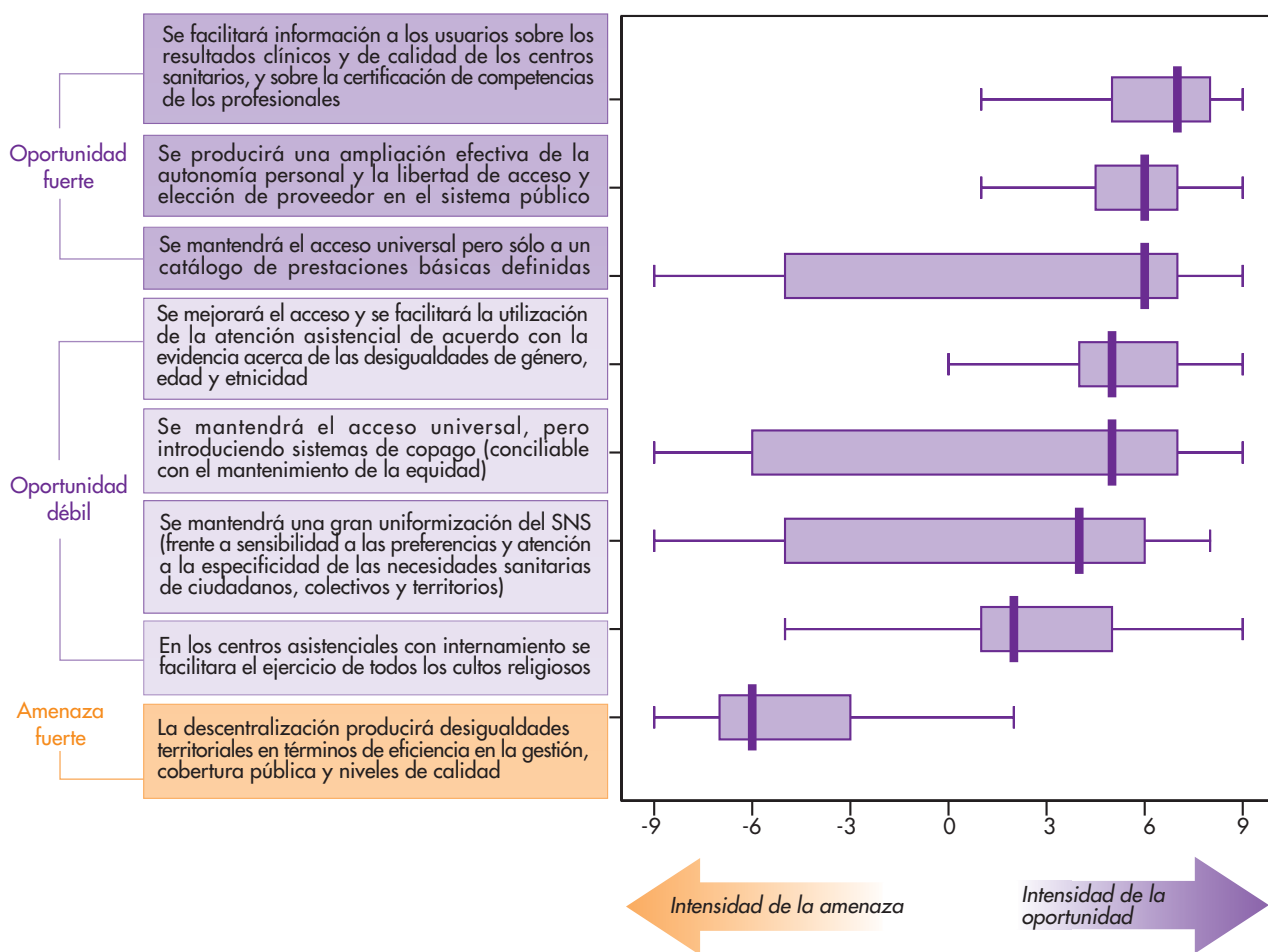 Se facilitará información a los usuarios sobre los
resultados clínicos y de calidad de los centros
sanitarios, y sobre la certificación de competencias
de los profesionales
Oportunidad
fuerte
Se producirá una ampliación efectiva de la
autonomía personal y la libertad de acceso y
elección de proveedor en el sistema público
Se mantendrá el acceso universal pero sólo a un
catálogo de prestaciones básicas definidas
Se mejorará el acceso y se facilitará la utilización
de la atención asistencial de acuerdo con la
evidencia acerca de las desigualdades de género,
edad y etnicidad
Se mantendrá el acceso universal, pero
introduciendo sistemas de copago (conciliable
con el mantenimiento de la equidad)
Oportunidad
débil
Se mantendrá una gran uniformización del SNS
(frente a sensibilidad a las preferencias y atención
a la especificidad de las necesidades sanitarias
de ciudadanos, colectivos y territorios)
En los centros asistenciales con internamiento se
facilitara el ejercicio de todos los cultos religiosos
Amenaza
fuerte
La descentralización producirá desigualdades
territoriales en términos de eficiencia en la gestión,
cobertura pública y niveles de calidad
-9 -6 -3 0 3 6 9
Intensidad de la amenaza
Intensidad de la
oportunidad